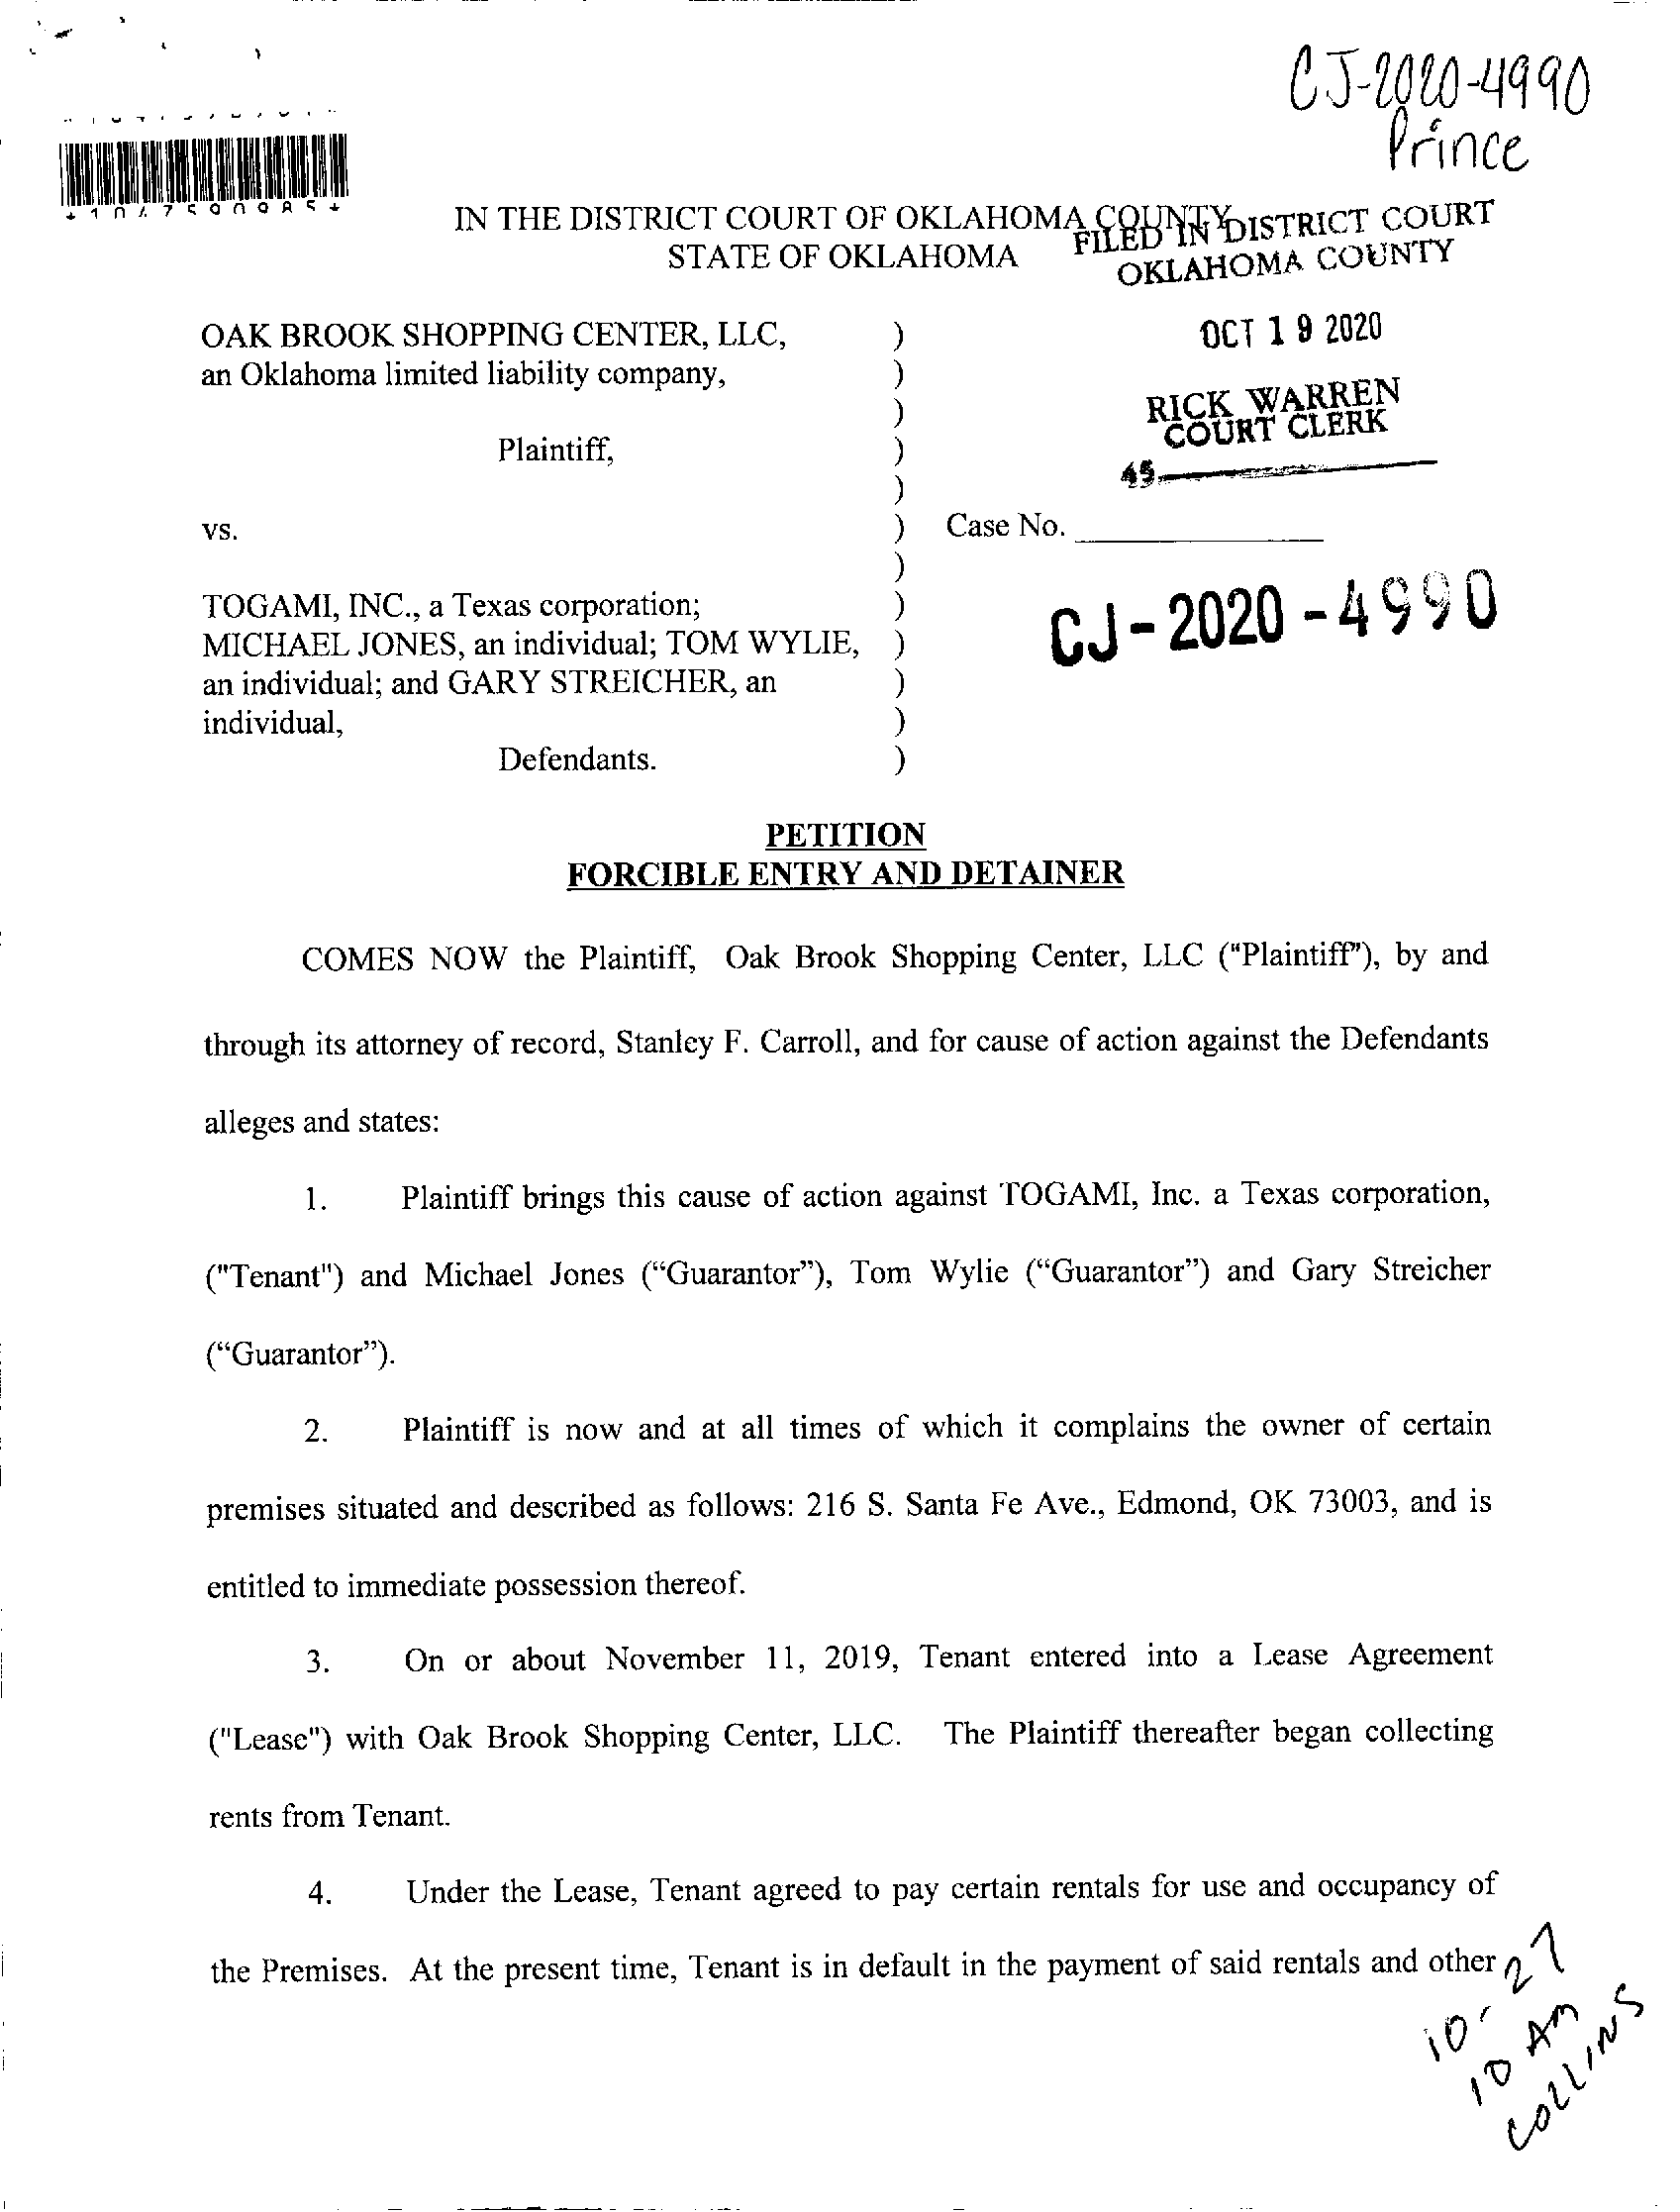 CJ-2020-4990
Prince
IN THE DISTRICT COURT OF OKLAHOMA COUNTY
STATE OF OKLAHOMA
FILED IN DISTRICT COURT
OKLAHOMA COUNTY
OCT 19 2020
RICK WARREN
COURT CLERK
45
OAK BROOK SHOPPING CENTER, LLC, )
an Oklahoma limited liability company, )
)
Plaintiff, )
)
vs. ) Case No.
)
TOGAMI, INC., a Texas corporation; )
MICHAEL JONES, an individual; TOM WYLIE, )
an individual; and GARY STREICHER, an )
individual, )
Defendants. )
CJ-2020-4990
PETITION
FORCIBLE ENTRY AND DETAINER
COMES NOW the Plaintiff, Oak Brook Shopping Center, LLC ("Plaintiff"), by and
through its attorney of record, Stanley F. Carroll, and for cause of action against the Defendants
alleges and states:
1. Plaintiff brings this cause of action against TOGAMI, Inc. a Texas corporation,
("Tenant") and Michael Jones (“Guarantor”), Tom Wylie (“Guarantor”) and Gary Streicher
(“Guarantor”).
2. Plaintiff is now and at all times of which it complains the owner of certain
premises situated and described as follows: 216 S. Santa Fe Ave., Edmond, OK 73003, and is
entitled to immediate possession thereof.
3. On or about November 11, 2019, Tenant entered into a Lease Agreement
("Lease") with Oak Brook Shopping Center, LLC. The Plaintiff thereafter began collecting
rents from Tenant.
4. Under the Lease, Tenant agreed to pay certain rentals for use and occupancy of
the Premises. At the present time, Tenant is in default in the payment of said rentals and other
10-27
10 AM
COLLINS